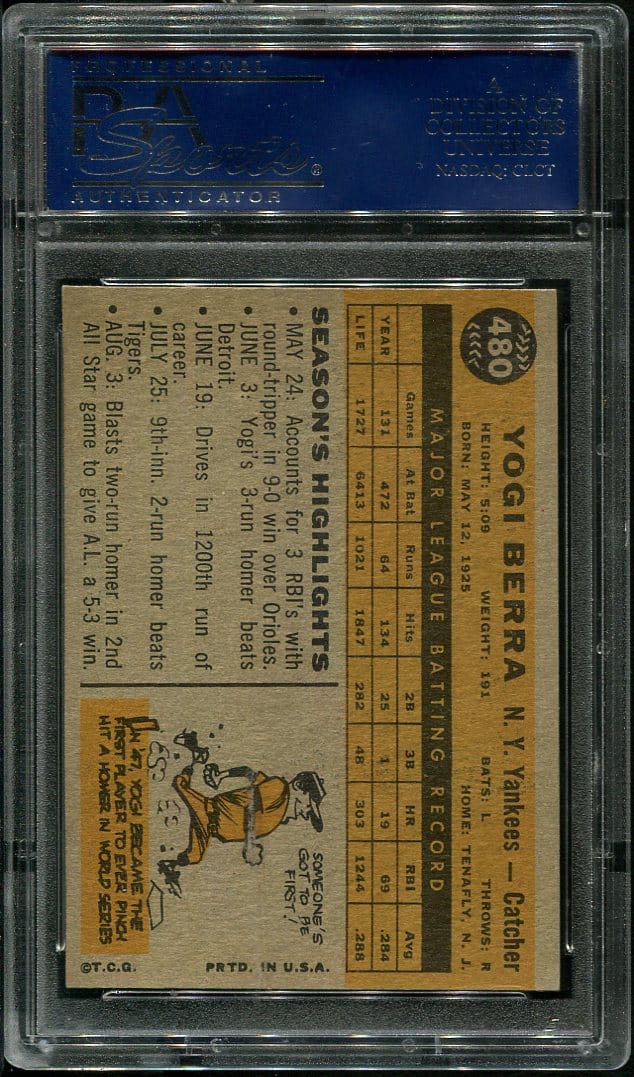 PROFESSIONAL
PSA
Sports®
AUTHENTICATOR
A
DIVISION OF
COLLECTORS
UNIVERSE
NASDAQ: CLCT
480
YOGI BERRA N. Y. Yankees — Catcher
HEIGHT: 5:09 WEIGHT: 191 BATS: L THROWS: R
BORN: MAY 12, 1925 HOME: TENAFLY, N. J.
MAJOR LEAGUE BATTING RECORD
Games At Bat Runs Hits 2B 3B HR RBI Avg
YEAR 131 472 64 134 25 1 19 69 .284
LIFE 1727 6413 1021 1847 282 48 303 1244 .288
SEASON'S HIGHLIGHTS
• MAY 24: Accounts for 3 RBI's with
round-tripper in 9-0 win over Orioles.
• JUNE 3: Yogi's 3-run homer beats
Detroit.
• JUNE 19: Drives in 1200th run of
career.
• JULY 25: 9th-inn. 2-run homer beats
Tigers.
• AUG. 3: Blasts two-run homer in 2nd
All Star game to give A.L. a 5-3 win.
SOMEONE'S
GOT TO BE
FIRST!
IN '47, YOGI BECAME THE
FIRST PLAYER TO EVER PINCH
HIT A HOMER IN WORLD SERIES
©T.C.G. PRTD. IN U.S.A.